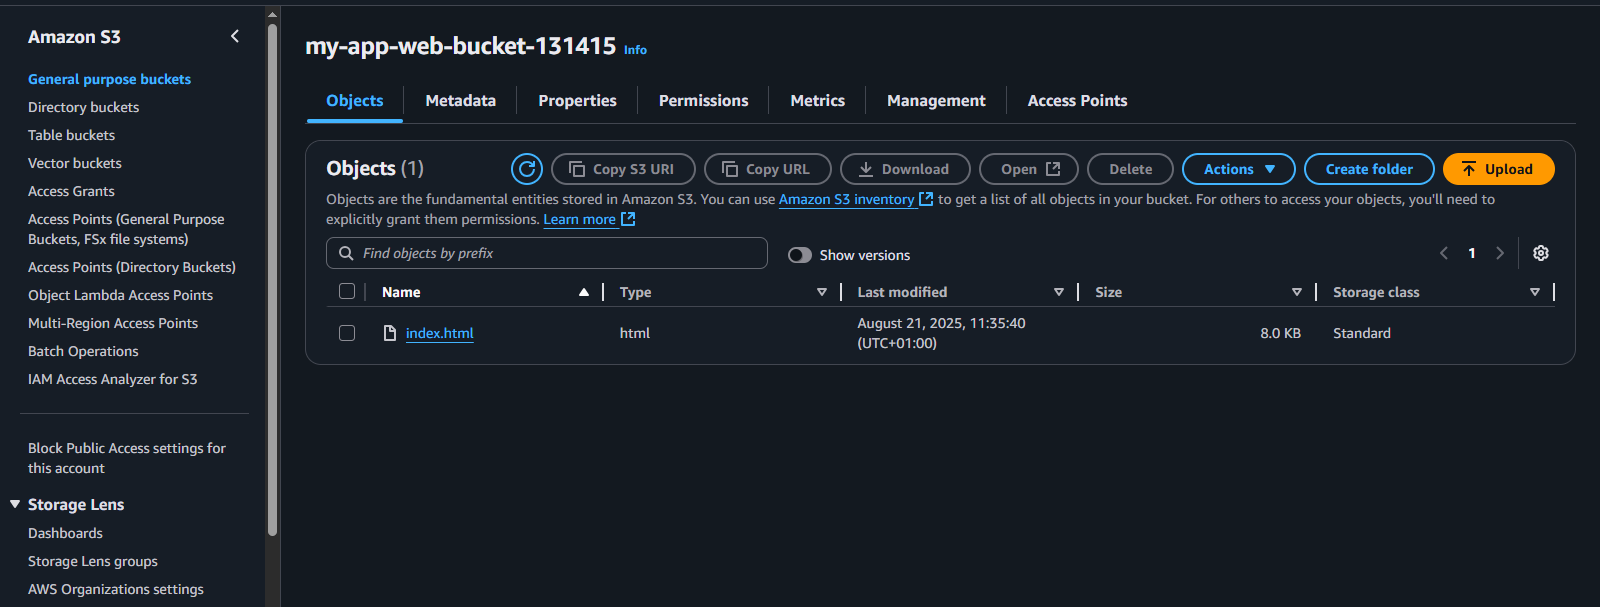 Amazon S3
General purpose buckets
Directory buckets
Table buckets
Vector buckets
Access Grants
Access Points (General Purpose
Buckets, FSx file systems)
Access Points (Directory Buckets)
Object Lambda Access Points
Multi-Region Access Points
Batch Operations
IAM Access Analyzer for S3
Block Public Access settings for
this account
Storage Lens
Dashboards
Storage Lens groups
AWS Organizations settings
my-app-web-bucket-131415 Info
Objects Metadata Properties Permissions Metrics Management Access Points
Objects (1) Copy S3 URI Copy URL Download Open Delete Actions Create folder Upload
Objects are the fundamental entities stored in Amazon S3. You can use Amazon S3 inventory to get a list of all objects in your bucket. For others to access your objects, you'll need to
explicitly grant them permissions. Learn more
Find objects by prefix Show versions 1
Name Type Last modified Size Storage class
index.html html August 21, 2025, 11:35:40 8.0 KB Standard
(UTC+01:00)